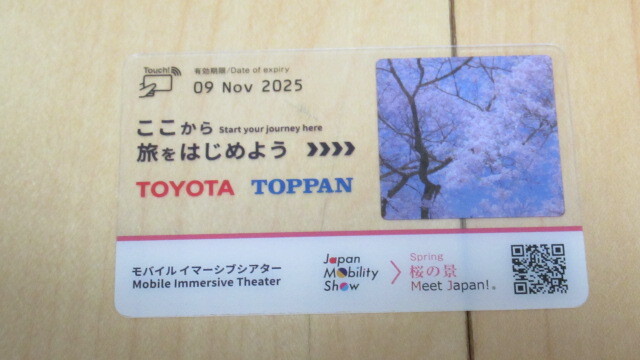 Touch!
有効期限/Date of expiry
09 Nov 2025
ここから Start your journey here
旅をはじめよう
TOYOTA TOPPAN
モバイル イマーシブシアター
Mobile Immersive Theater
Japan
Mobility
Show
Spring
桜の景
Meet Japan!。